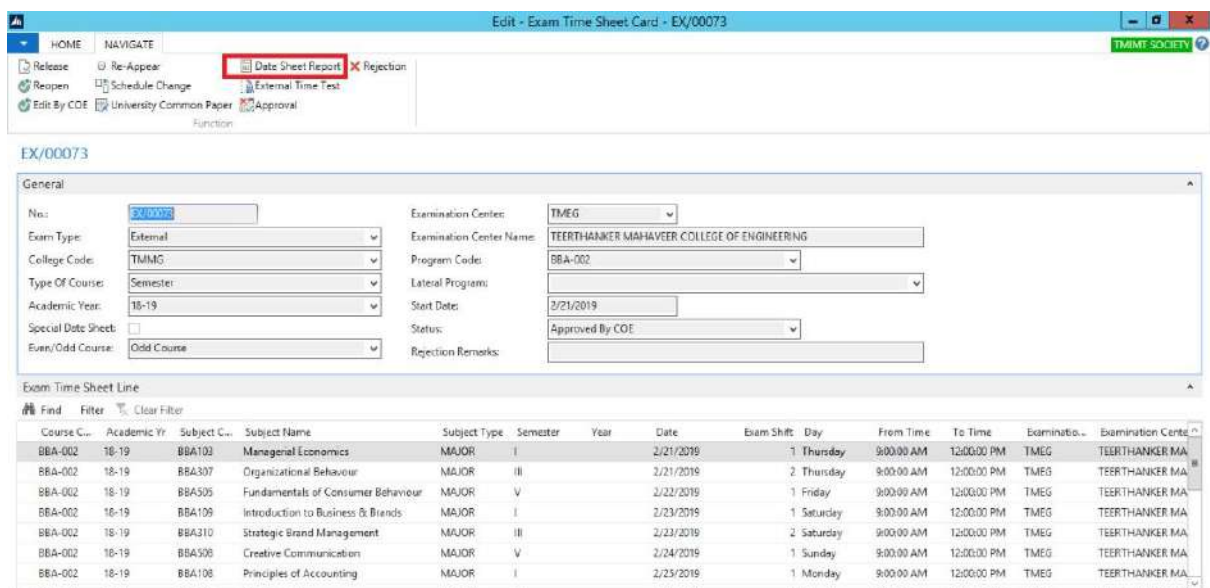 Edit - Exam Time Sheet Card - EX/00073
HOME NAVIGATE TMIMT SOCIETY
Release Re-Appear Date Sheet Report Rejection
Reopen Schedule Change External Time Test
Edit By COE University Common Paper Approval
Function
EX/00073
General
No.: EX/00073 Examination Center: TMEG
Exam Type: External Examination Center Name: TEERTHANKER MAHAVEER COLLEGE OF ENGINEERING
College Code: TMMG Program Code: BBA-002
Type Of Course: Semester Lateral Program:
Academic Year: 18-19 Start Date: 2/21/2019
Special Date Sheet: Status: Approved By COE
Even/Odd Course: Odd Course Rejection Remarks:
Exam Time Sheet Line
Find Filter Clear Filter
Course C... Academic Yr Subject C... Subject Name Subject Type Semester Year Date Exam Shift Day From Time To Time Examinatio... Examination Cente
BBA-002 18-19 BBA103 Managerial Economics MAJOR I 2/21/2019 1 Thursday 9:00:00 AM 12:00:00 PM TMEG TEERTHANKER MA
BBA-002 18-19 BBA307 Organizational Behavour MAJOR III 2/21/2019 2 Thursday 9:00:00 AM 12:00:00 PM TMEG TEERTHANKER MA
BBA-002 18-19 BBA505 Fundamentals of Consumer Behaviour MAJOR V 2/22/2019 1 Friday 9:00:00 AM 12:00:00 PM TMEG TEERTHANKER MA
BBA-002 18-19 BBA109 Introduction to Business & Brands MAJOR I 2/23/2019 1 Saturday 9:00:00 AM 12:00:00 PM TMEG TEERTHANKER MA
BBA-002 18-19 BBA310 Strategic Brand Management MAJOR III 2/23/2019 2 Saturday 9:00:00 AM 12:00:00 PM TMEG TEERTHANKER MA
BBA-002 18-19 BBA508 Creative Communication MAJOR V 2/24/2019 1 Sunday 9:00:00 AM 12:00:00 PM TMEG TEERTHANKER MA
BBA-002 18-19 BBA108 Principles of Accounting MAJOR I 2/25/2019 1 Monday 9:00:00 AM 12:00:00 PM TMEG TEERTHANKER MA